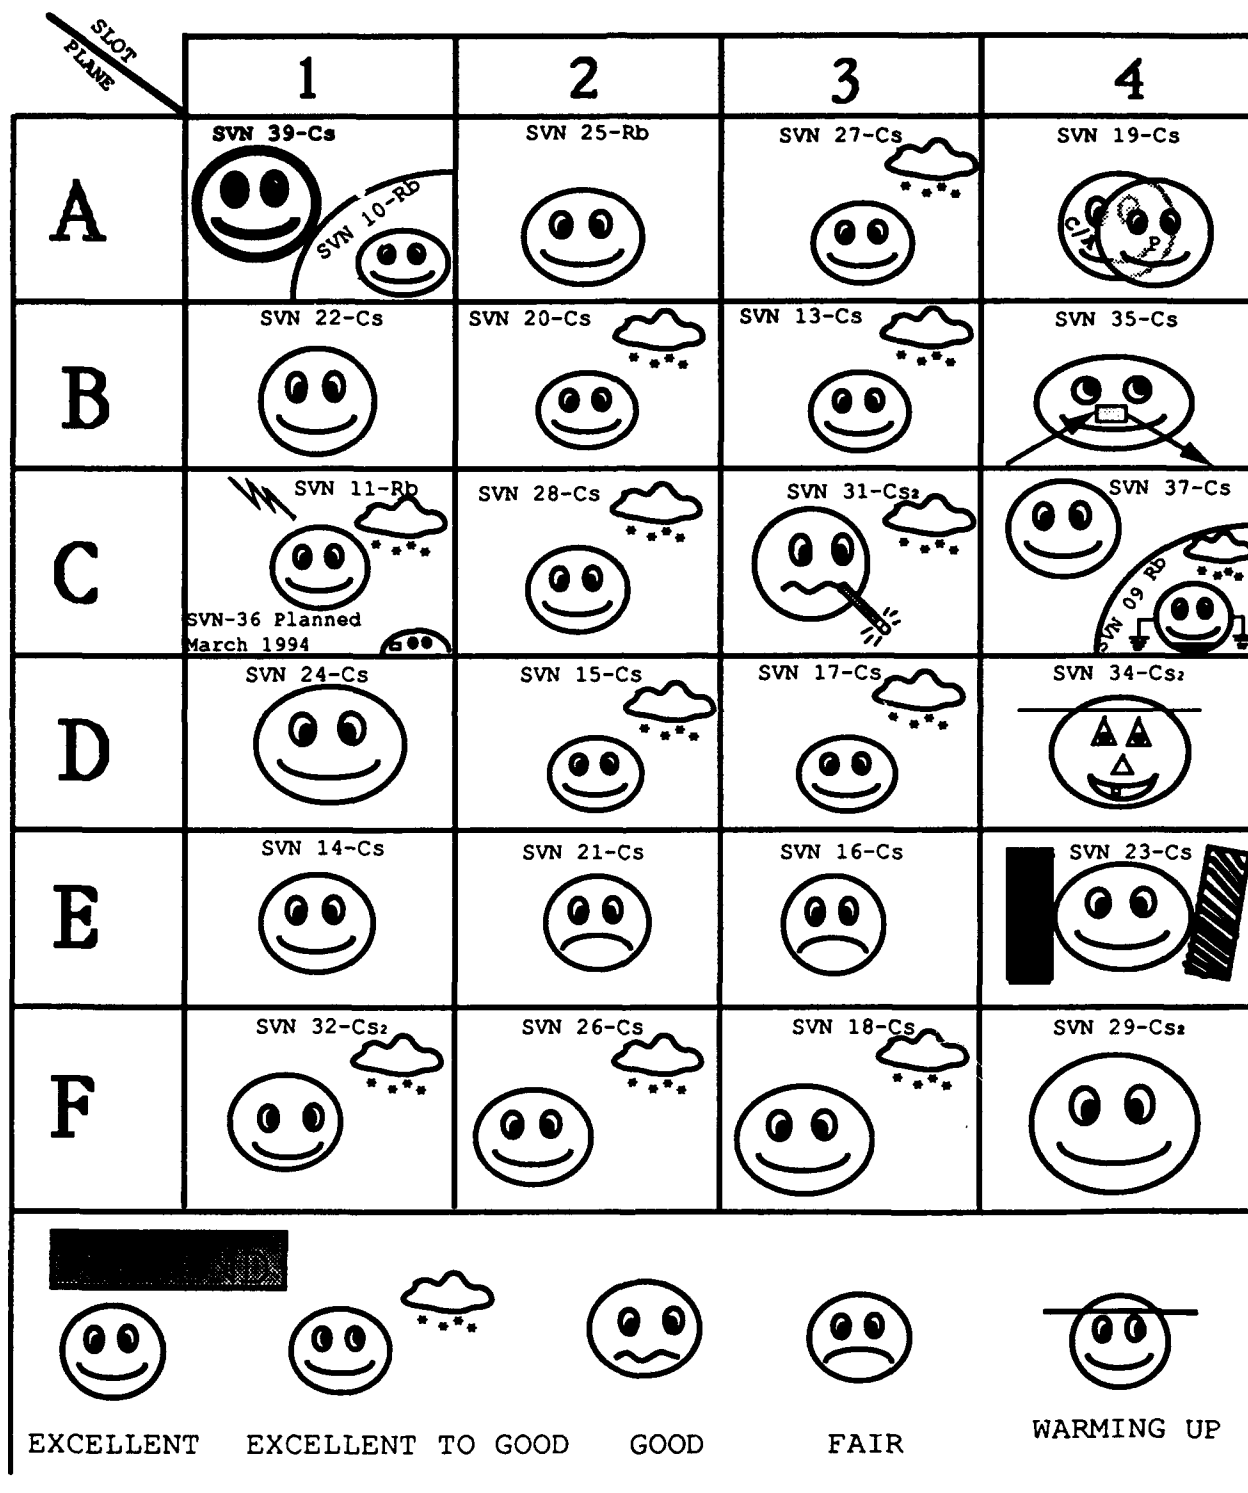 SLOT
PLANE
1 2 3 4
A
SVN 39-Cs
SVN 10-Rb
SVN 25-Rb
SVN 27-Cs
SVN 19-Cs
C/A
P
B
SVN 22-Cs
SVN 20-Cs
SVN 13-Cs
SVN 35-Cs
C
SVN 11-Rb
SVN-36 Planned
March 1994
SVN 28-Cs
SVN 31-Cs2
SVN 37-Cs
SVN 09 Rb
D
SVN 24-Cs
SVN 15-Cs
SVN 17-Cs
SVN 34-Cs2
E
SVN 14-Cs
SVN 21-Cs
SVN 16-Cs
SVN 23-Cs
F
SVN 32-Cs2
SVN 26-Cs
SVN 18-Cs
SVN 29-Cs2
EXCELLENT
EXCELLENT TO GOOD
GOOD
FAIR
WARMING UP